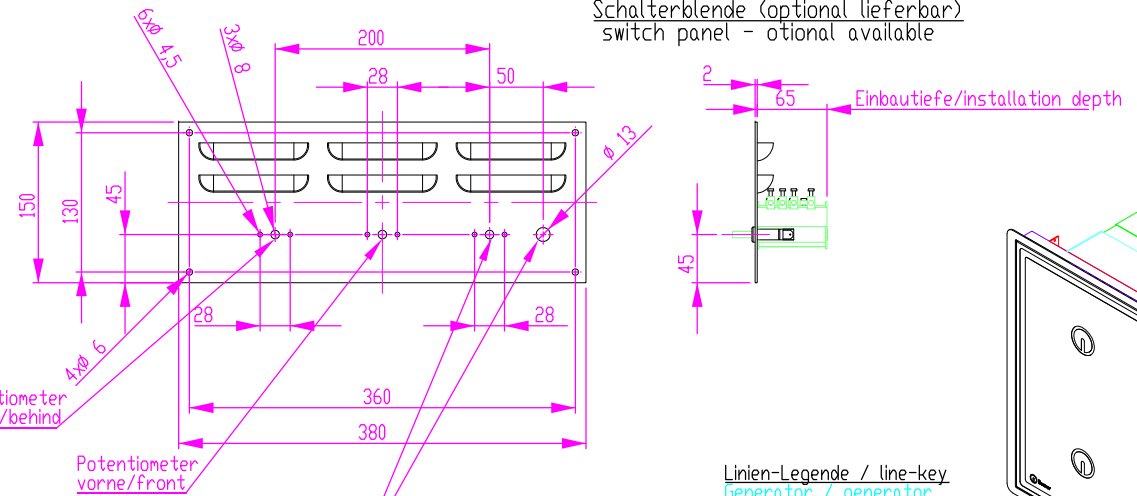 Schalterblende (optional lieferbar)
switch panel - otional available
6xø 4,5
3xø 8
200
28
50
2
65
Einbautiefe/installation depth
ø 13
150
130
45
45
28
28
4xø 6
tiometer
/behind
360
380
Potentiometer
vorne/front
Linien-Legende / line-key
Generator / generator